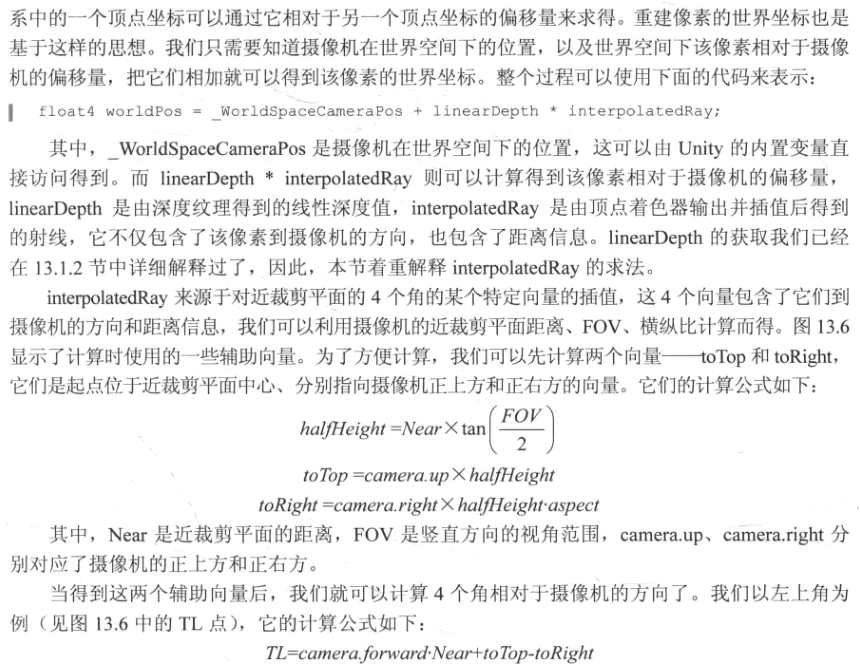 系中的一个顶点坐标可以通过它相对于另一个顶点坐标的偏移量来求得。重建像素的世界坐标也是
基于这样的思想。我们只需要知道摄像机在世界空间下的位置，以及世界空间下该像素相对于摄像
机的偏移量，把它们相加就可以得到该像素的世界坐标。整个过程可以使用下面的代码来表示：
float4 worldPos = _WorldSpaceCameraPos + linearDepth * interpolatedRay;
其中，_WorldSpaceCameraPos 是摄像机在世界空间下的位置，这可以由 Unity 的内置变量直
接访问得到。而 linearDepth * interpolatedRay 则可以计算得到该像素相对于摄像机的偏移量，
linearDepth 是由深度纹理得到的线性深度值，interpolatedRay 是由顶点着色器输出并插值后得到
的射线，它不仅包含了该像素到摄像机的方向，也包含了距离信息。linearDepth 的获取我们已经
在 13.1.2 节中详细解释过了，因此，本节着重解释 interpolatedRay 的求法。
interpolatedRay 来源于对近裁剪平面的 4 个角的某个特定向量的插值，这 4 个向量包含了它们到
摄像机的方向和距离信息，我们可以利用摄像机的近裁剪平面距离、FOV、横纵比计算而得。图 13.6
显示了计算时使用的一些辅助向量。为了方便计算，我们可以先计算两个向量——toTop 和 toRight，
它们是起点位于近裁剪平面中心、分别指向摄像机正上方和正右方的向量。它们的计算公式如下：
halfHeight =Near×tan(FOV/2)
toTop =camera.up×halfHeight
toRight =camera.right×halfHeight·aspect
其中，Near 是近裁剪平面的距离，FOV 是竖直方向的视角范围，camera.up、camera.right 分
别对应了摄像机的正上方和正右方。
当得到这两个辅助向量后，我们就可以计算 4 个角相对于摄像机的方向了。我们以左上角为
例（见图 13.6 中的 TL 点），它的计算公式如下：
TL=camera.forward·Near+toTop-toRight